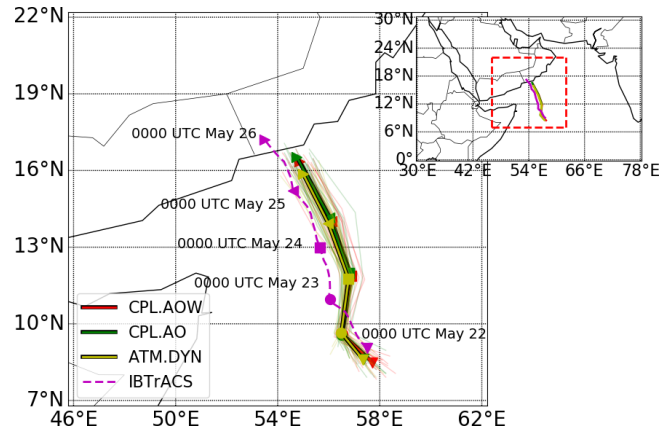 22°N
19°N
16°N
13°N
10°N
7°N
46°E 50°E 54°E 58°E 62°E
0000 UTC May 26
0000 UTC May 25
0000 UTC May 24
0000 UTC May 23
0000 UTC May 22
CPL.AOW
CPL.AO
ATM.DYN
IBTrACS
30°N
24°N
18°N
12°N
6°N
0°
30°E 42°E 54°E 66°E 78°E